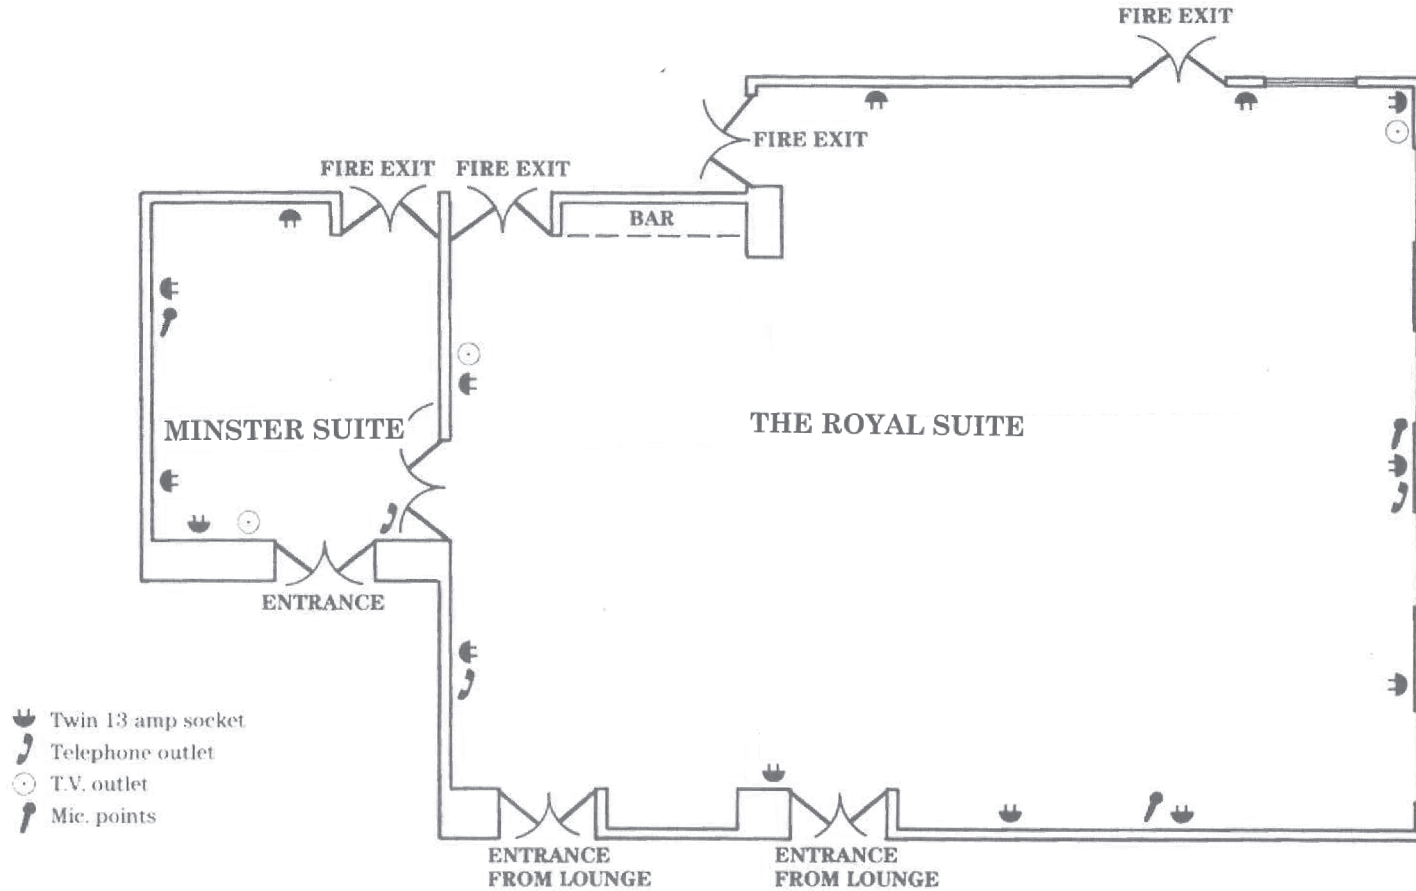 FIRE EXIT
FIRE EXIT
FIRE EXIT FIRE EXIT
BAR
MINSTER SUITE
THE ROYAL SUITE
ENTRANCE
Twin 13 amp socket
Telephone outlet
T.V. outlet
Mic. points
ENTRANCE
FROM LOUNGE
ENTRANCE
FROM LOUNGE